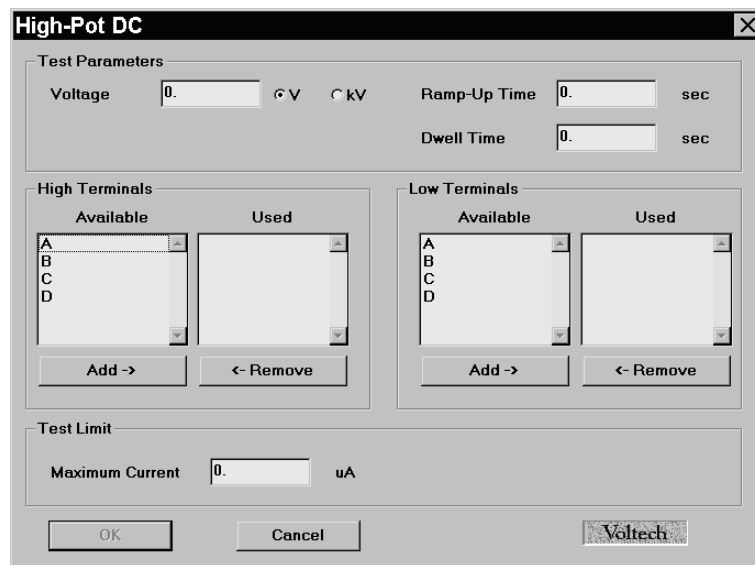 High-Pot DC
Test Parameters
Voltage 0. V kV Ramp-Up Time 0. sec
Dwell Time 0. sec
High Terminals Low Terminals
Available Used Available Used
A A
B B
C C
D D
Add -> <- Remove Add -> <- Remove
Test Limit
Maximum Current 0. uA
OK Cancel Voltech